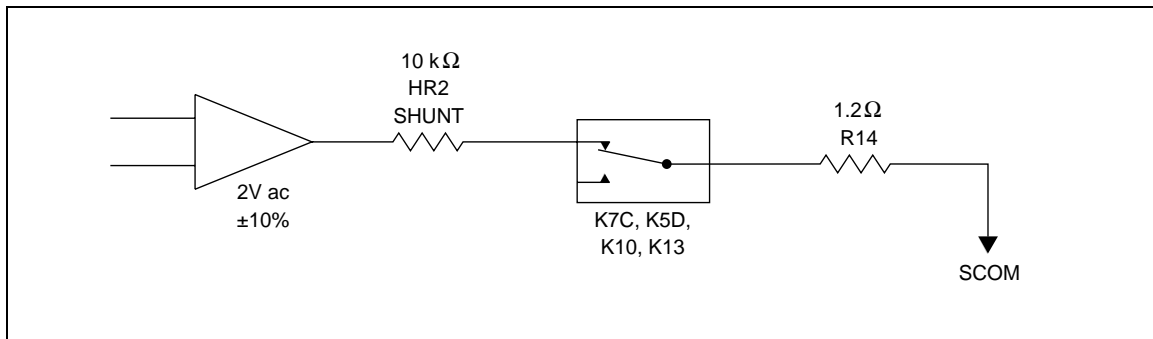 10 kΩ
HR2
SHUNT
2V ac
±10%
K7C, K5D,
K10, K13
1.2Ω
R14
SCOM